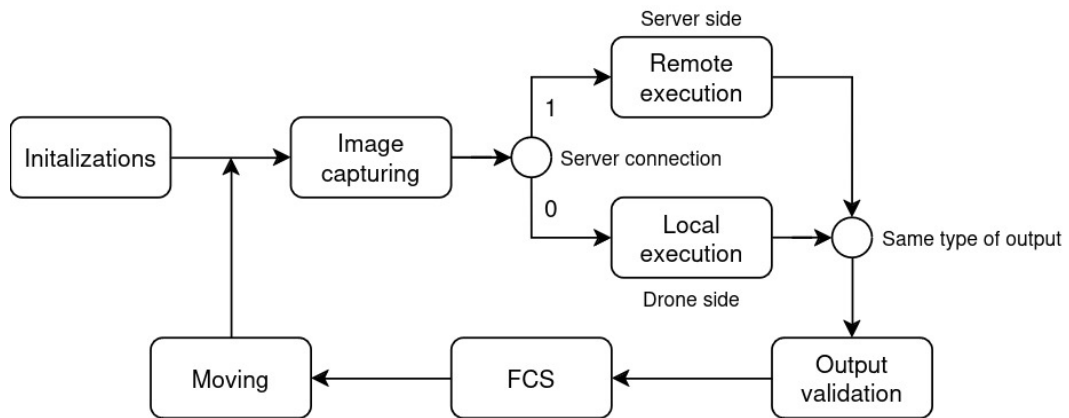 Server side
Remote
execution
1
Initalizations
Image
capturing
Server connection
0
Local
execution
Same type of output
Drone side
Moving
FCS
Output
validation